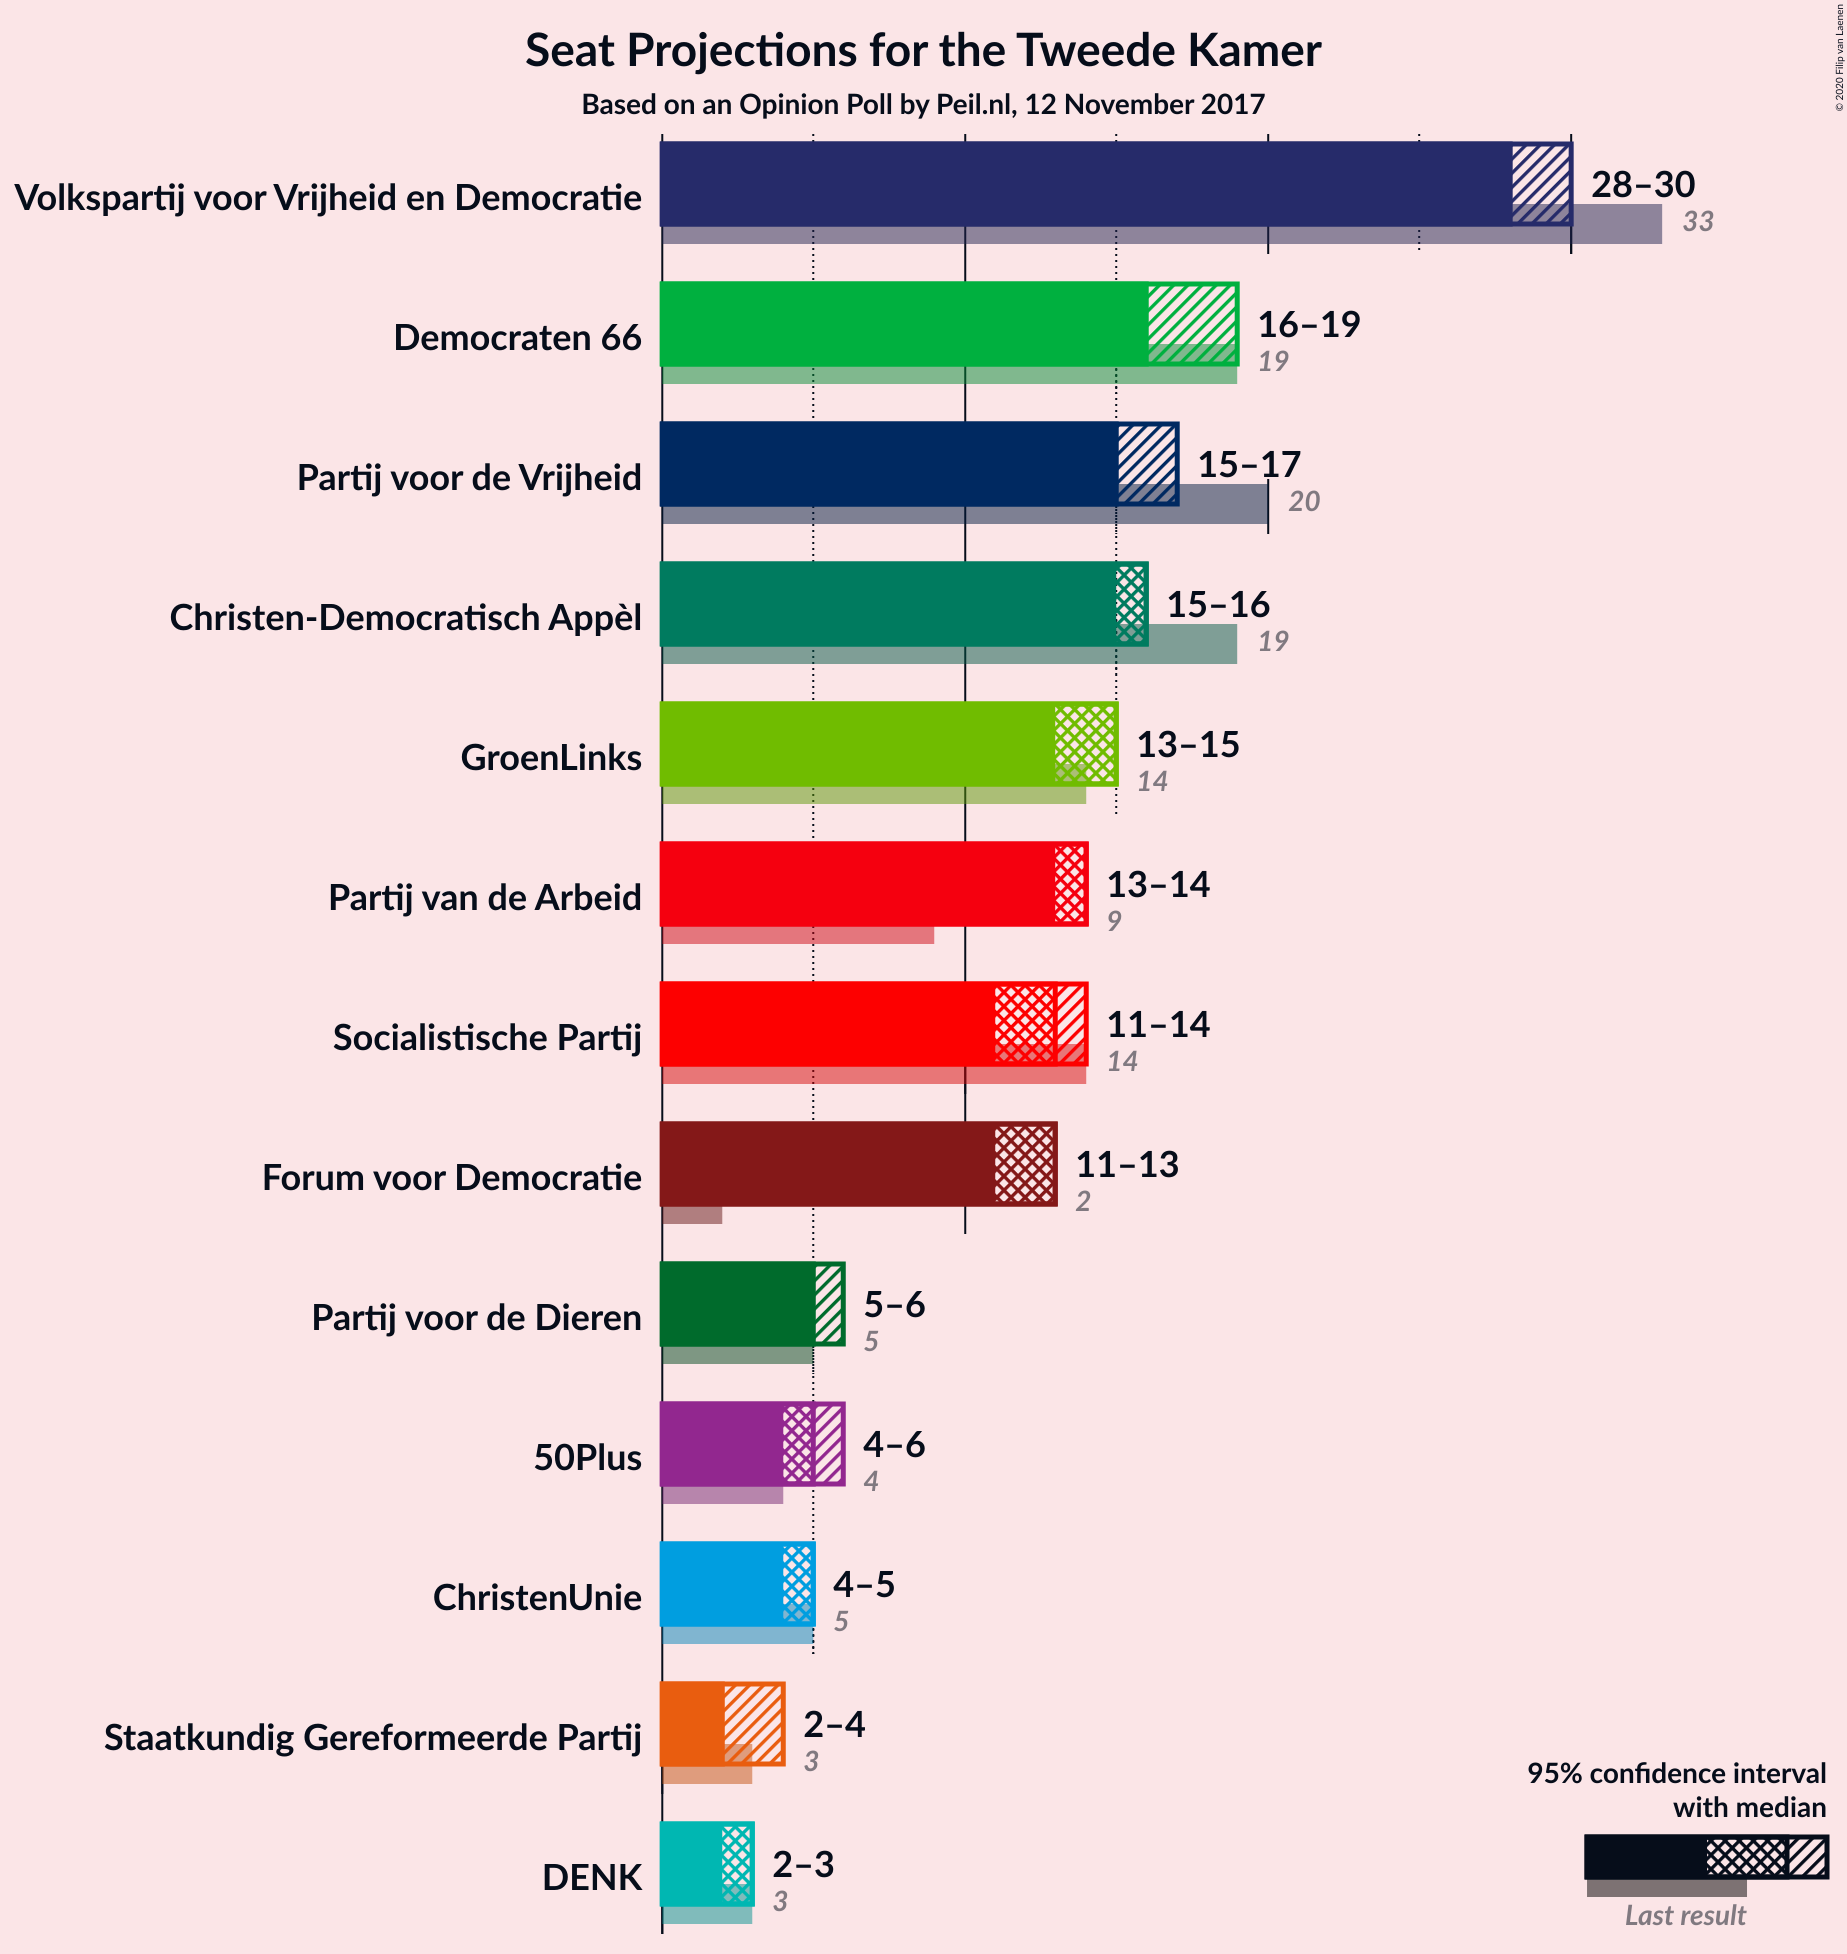 Seat Projections for the Tweede Kamer
Based on an Opinion Poll by Peil.nl, 12 November 2017
© 2020 Filip van Laenen
Volkspartij voor Vrijheid en Democratie
28–30
33
Democraten 66
16–19
19
Partij voor de Vrijheid
15–17
20
Christen-Democratisch Appèl
15–16
19
GroenLinks
13–15
14
Partij van de Arbeid
13–14
9
Socialistische Partij
11–14
14
Forum voor Democratie
11–13
2
Partij voor de Dieren
5–6
5
50Plus
4–6
4
ChristenUnie
4–5
5
Staatkundig Gereformeerde Partij
2–4
3
DENK
2–3
3
95% confidence interval
with median
Last result